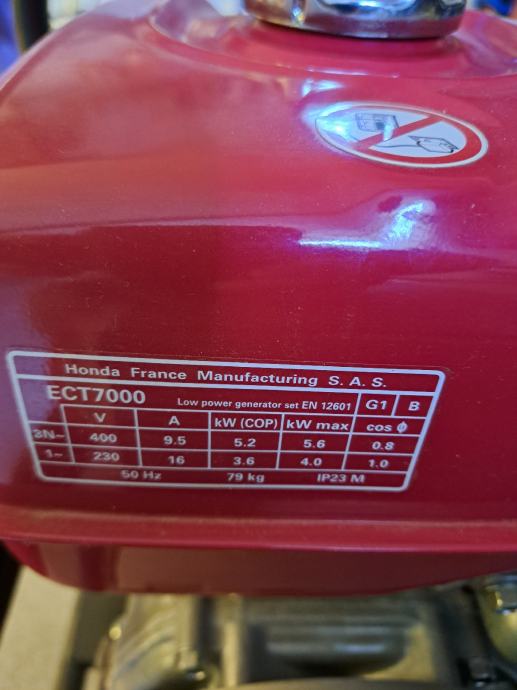 Honda France Manufacturing S. A. S.
ECT7000 Low power generator set EN 12601 G1 B
V A kW (COP) kW max cos ϕ
3N~ 400 9.5 5.2 5.6 0.8
1~ 230 16 3.6 4.0 1.0
50 Hz 79 kg IP23 M